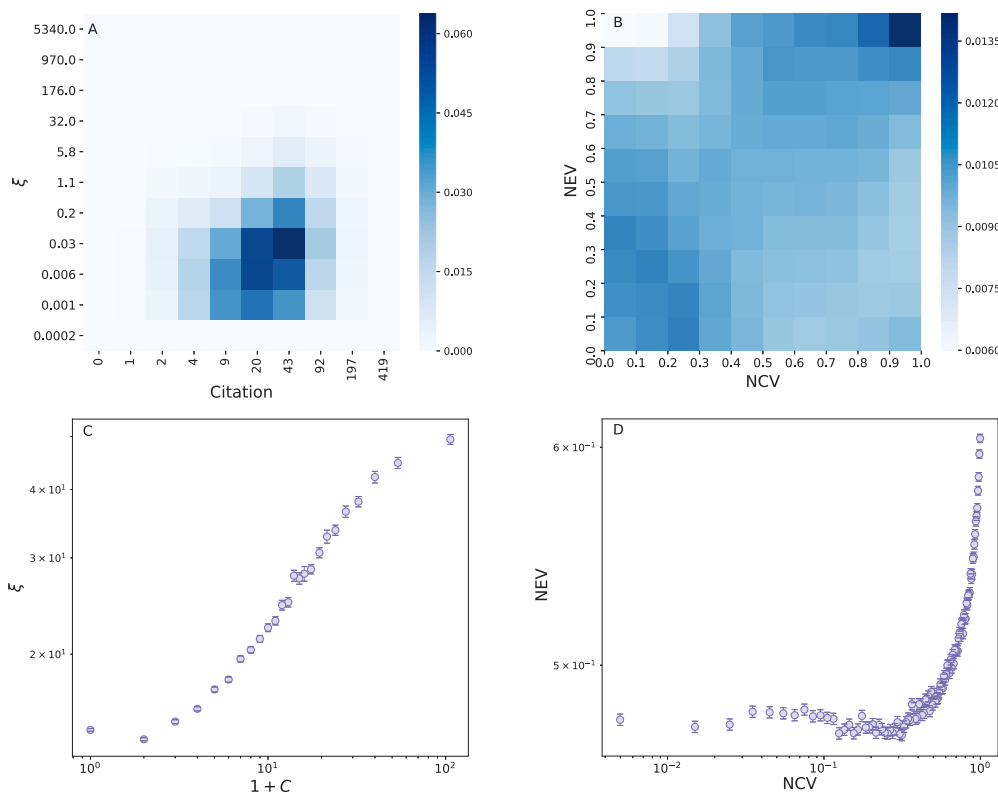 A
5340.0
970.0
176.0
32.0
5.8
1.1
0.2
0.03
0.006
0.001
0.0002
ξ
0
1
2
4
9
20
43
92
197
419
Citation
0.060
0.045
0.030
0.015
0.000
B
1.0
0.9
0.8
0.7
0.6
0.5
0.4
0.3
0.2
0.1
0.0
NEV
0.0 0.1 0.2 0.3 0.4 0.5 0.6 0.7 0.8 0.9 1.0
NCV
0.0135
0.0120
0.0105
0.0090
0.0075
0.0060
C
4 × 10¹
3 × 10¹
2 × 10¹
ξ
10⁰ 10¹ 10²
1 + C
D
6 × 10⁻¹
5 × 10⁻¹
NEV
10⁻² 10⁻¹ 10⁰
NCV